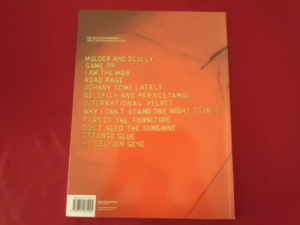 MULDER AND SCULLY
GAME ON
I AM THE MOB
ROAD RAGE
JOHNNY COME LATELY
GOLDFISH AND PARACETAMOL
INTERNATIONAL VELVET
WHY I CAN'T STAND ONE NIGHT STANDS
PART OF THE FURNITURE
DON'T NEED THE SUNSHINE
STRANGE GLUE
MY SELFISH GENE